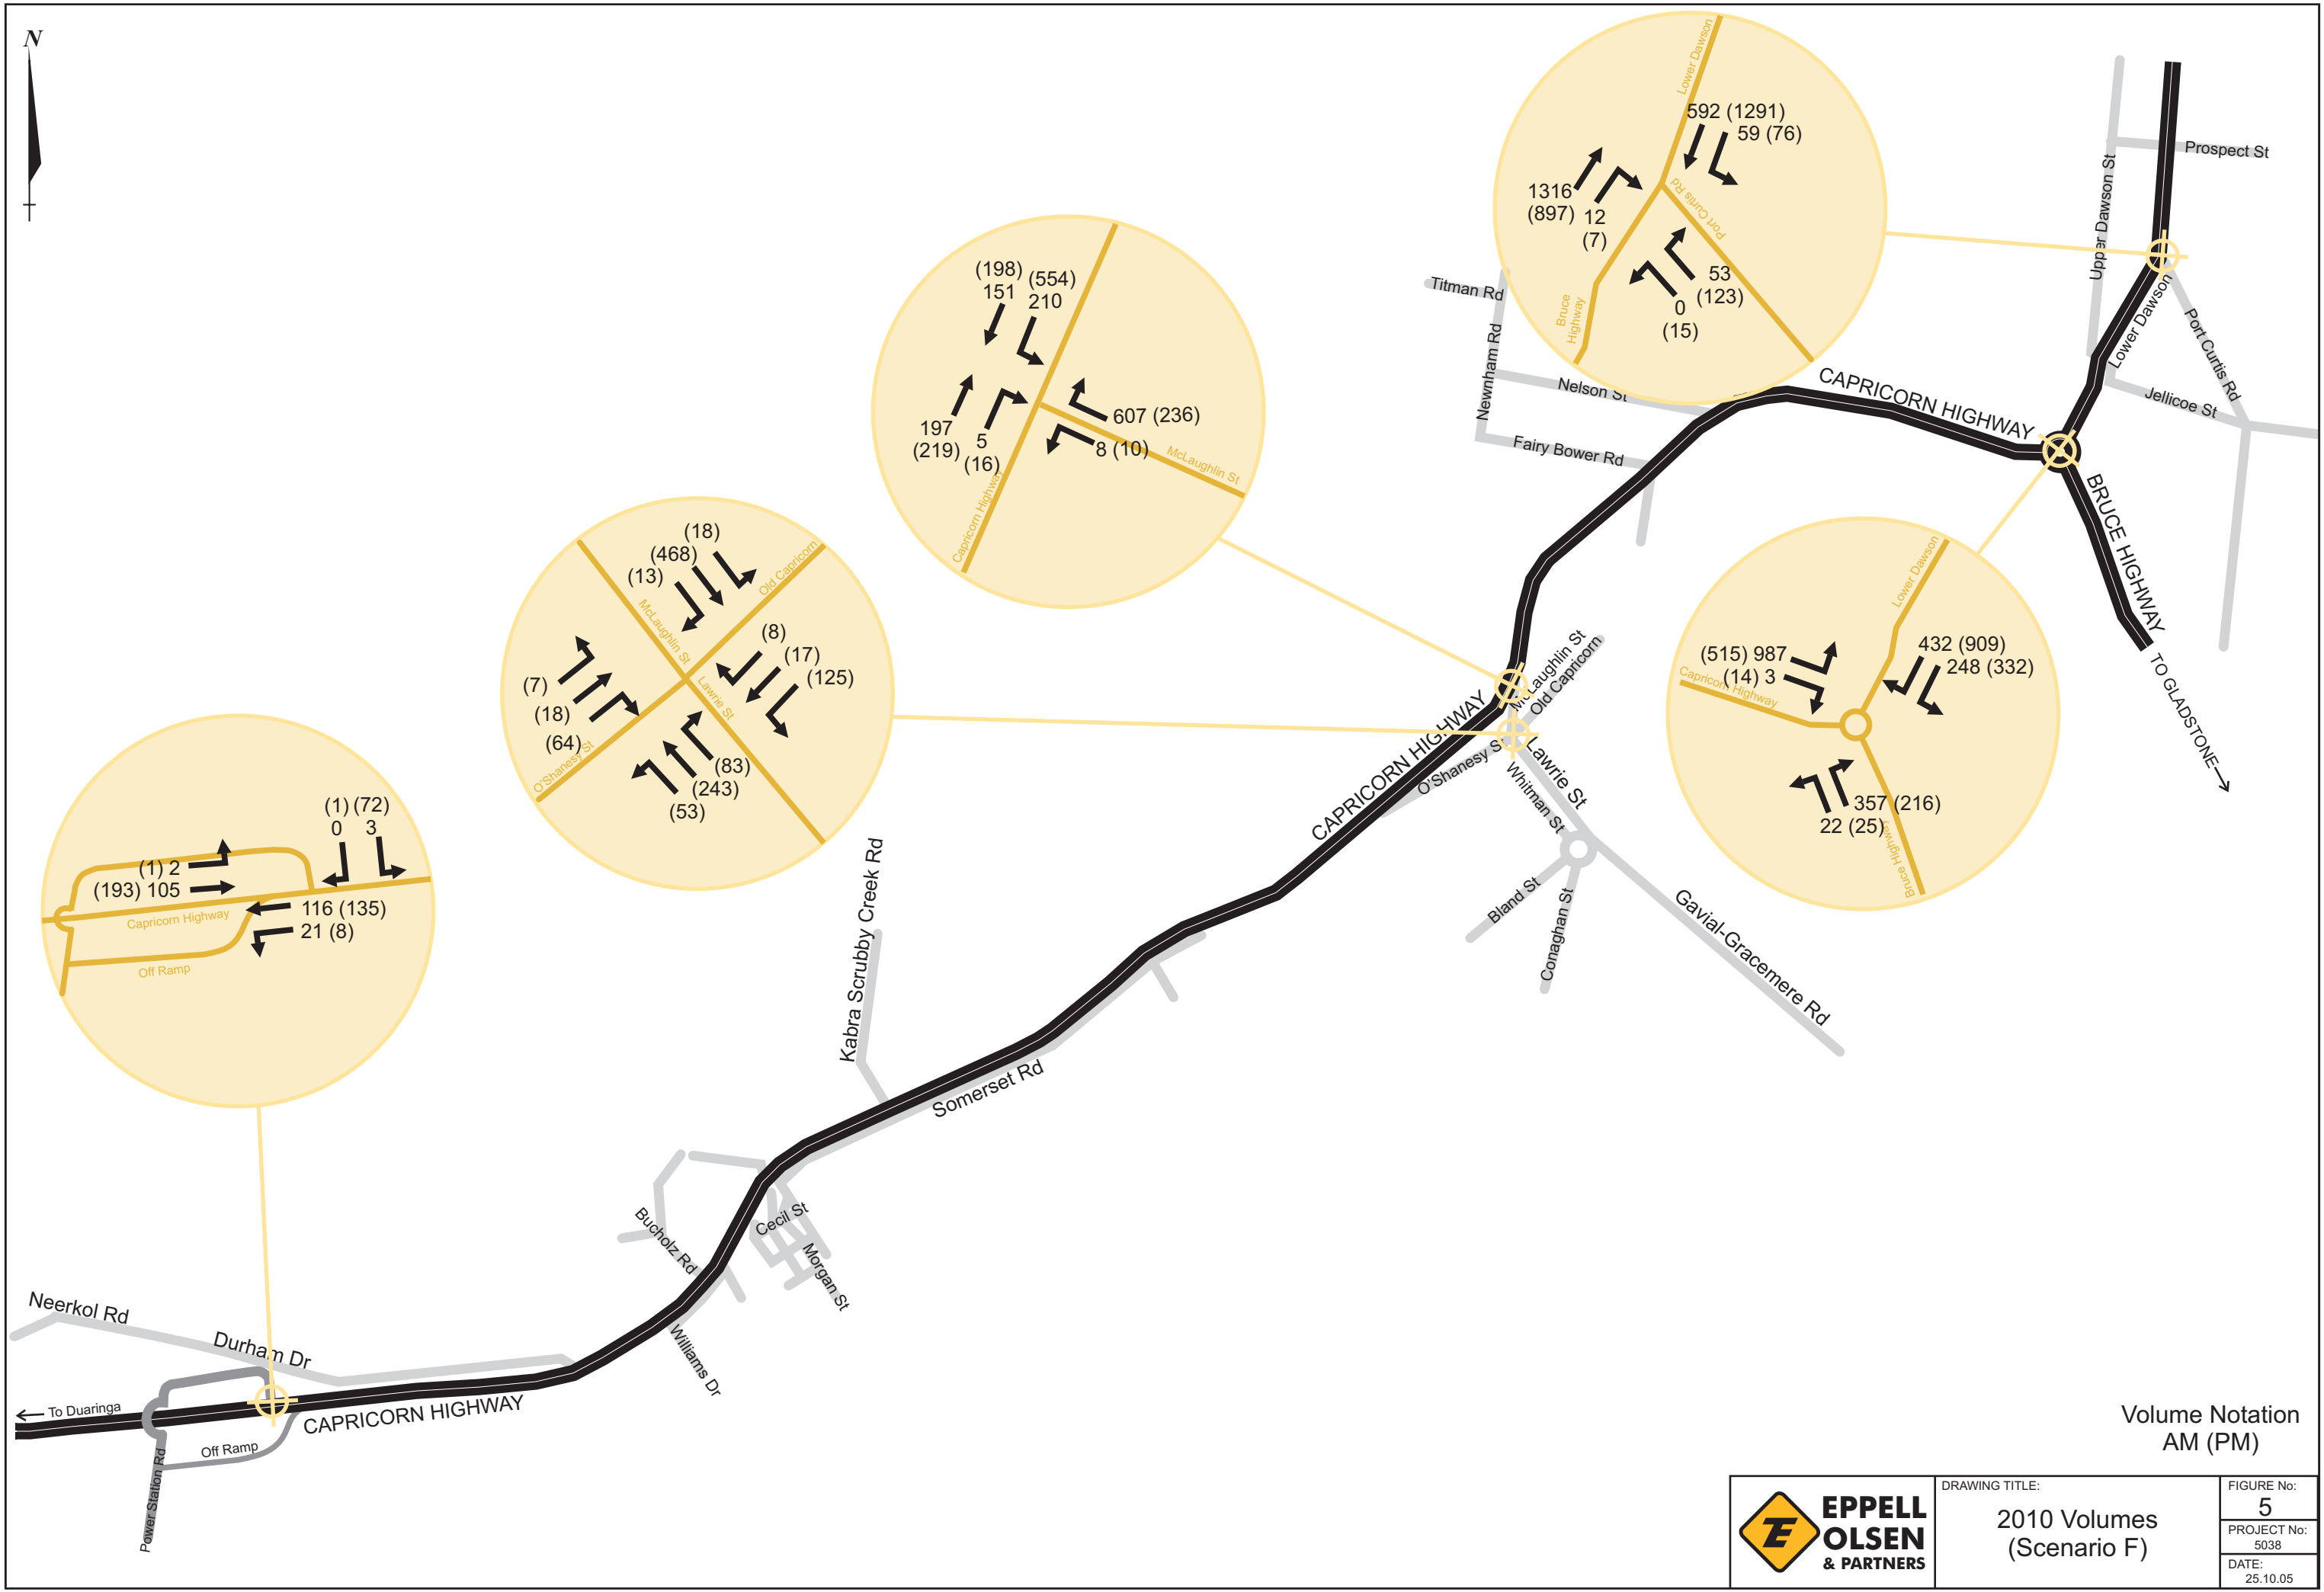 N
Lower Dawson
592 (1291)
59 (76)
1316
(897)
12
(7)
Port Curtis Rd
53
(123)
0
(15)
Bruce
Highway
Prospect St
Upper Dawson St
Lower Dawson
Port Curtis Rd
Jellicoe St
Titman Rd
Newnham Rd
Nelson St
Fairy Bower Rd
CAPRICORN HIGHWAY
BRUCE HIGHWAY
TO GLADSTONE
(198)
151
(554)
210
197
(219)
5
(16)
607 (236)
8 (10)
McLaughlin St
Capricorn Highway
(18)
(468)
(13)
Old Capricorn
McLaughlin St
(8)
(17)
(125)
(7)
(18)
(64)
Lawrie St
O'Shanesy St
(83)
(243)
(53)
Lower Dawson
(515) 987
(14) 3
Capricorn Highway
432 (909)
248 (332)
357 (216)
22 (25)
Bruce Highway
McLaughlin St
Old Capricorn
CAPRICORN HIGHWAY
O'Shanesy St
Lawrie St
Whitman St
Bland St
Conaghan St
Gavial-Gracemere Rd
(1) (72)
0
3
(1) 2
(193) 105
116 (135)
21 (8)
Capricorn Highway
Off Ramp
Kabra Scrubby Creek Rd
Somerset Rd
Bucholz Rd
Cecil St
Morgan St
Williams Dr
Neerkol Rd
Durham Dr
To Duaringa
CAPRICORN HIGHWAY
Off Ramp
Power Station Rd
Volume Notation
AM (PM)
EPPELL
OLSEN
& PARTNERS
DRAWING TITLE:
2010 Volumes
(Scenario F)
FIGURE No:
5
PROJECT No:
5038
DATE:
25.10.05